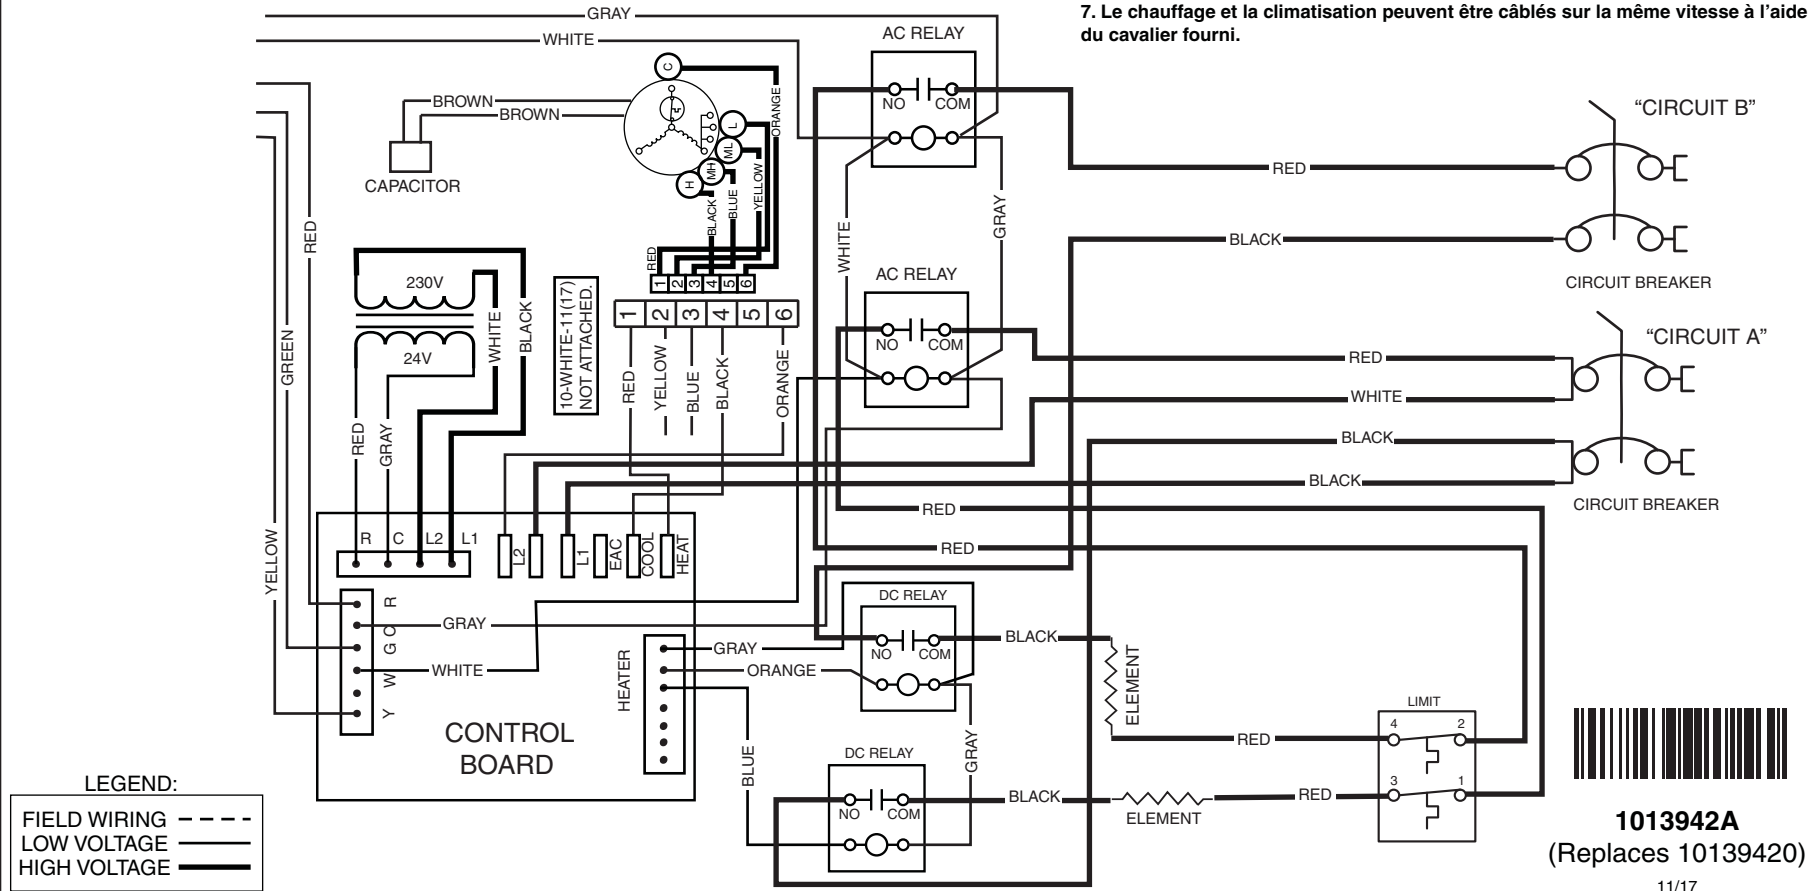 7. Le chauffage et la climatisation peuvent être câblés sur la même vitesse à l'aide
du cavalier fourni.
GRAY
WHITE
AC RELAY
NO
COM
"CIRCUIT B"
RED
BLACK
CIRCUIT BREAKER
C
L
ML
MH
H
ORANGE
YELLOW
BLUE
BLACK
RED
BROWN
BROWN
CAPACITOR
1
2
3
4
5
6
1
2
3
4
5
6
10-WHITE-11(17)
NOT ATTACHED.
RED
YELLOW
BLUE
BLACK
ORANGE
230V
24V
WHITE
BLACK
RED
GRAY
RED
GREEN
YELLOW
WHITE
GRAY
AC RELAY
NO
COM
"CIRCUIT A"
RED
WHITE
BLACK
BLACK
CIRCUIT BREAKER
RED
RED
R
C
L2
L1
L2
L1
EAC
COOL
HEAT
R
C
G
W
Y
GRAY
WHITE
HEATER
CONTROL
BOARD
GRAY
ORANGE
BLUE
DC RELAY
NO
COM
BLACK
ELEMENT
GRAY
DC RELAY
NO
COM
BLACK
ELEMENT
RED
RED
LIMIT
4
2
3
1
LEGEND:
FIELD WIRING
LOW VOLTAGE
HIGH VOLTAGE
1013942A
(Replaces 10139420)
11/17